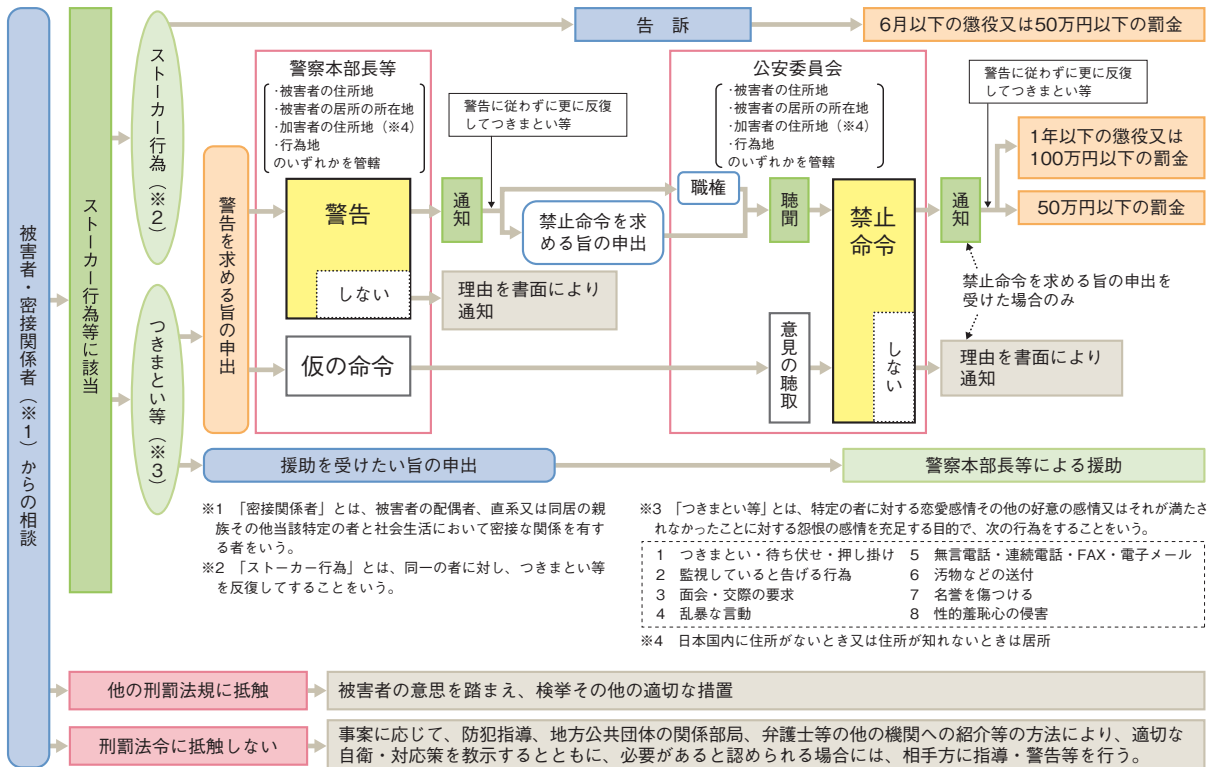 被害者・密接関係者（※1）からの相談
ストーカー行為等に該当
ストーカー行為（※2）
つきまとい等（※3）
告　訴
6月以下の懲役又は50万円以下の罰金
警告を求める旨の申出
警察本部長等
・被害者の住所地
・被害者の居所の所在地
・加害者の住所地（※4）
・行為地
のいずれかを管轄
警告
しない
仮の命令
通知
警告に従わずに更に反復
してつきまとい等
禁止命令を求
める旨の申出
理由を書面により
通知
公安委員会
・被害者の住所地
・被害者の居所の所在地
・加害者の住所地（※4）
・行為地
のいずれかを管轄
職権
聴聞
意見の聴取
禁止
命令
しない
通知
警告に従わずに更に反復
してつきまとい等
1年以下の懲役又は
100万円以下の罰金
50万円以下の罰金
禁止命令を求める旨の申出を
受けた場合のみ
理由を書面により
通知
援助を受けたい旨の申出
警察本部長等による援助
※1　「密接関係者」とは、被害者の配偶者、直系又は同居の親
族その他当該特定の者と社会生活において密接な関係を有す
る者をいう。
※2　「ストーカー行為」とは、同一の者に対し、つきまとい等
を反復してすることをいう。
※3　「つきまとい等」とは、特定の者に対する恋愛感情その他の好意の感情又はそれが満たさ
れなかったことに対する怨恨の感情を充足する目的で、次の行為をすることをいう。
1　つきまとい・待ち伏せ・押し掛け
2　監視していると告げる行為
3　面会・交際の要求
4　乱暴な言動
5　無言電話・連続電話・FAX・電子メール
6　汚物などの送付
7　名誉を傷つける
8　性的羞恥心の侵害
※4　日本国内に住所がないとき又は住所が知れないときは居所
他の刑罰法規に抵触
被害者の意思を踏まえ、検挙その他の適切な措置
刑罰法令に抵触しない
事案に応じて、防犯指導、地方公共団体の関係部局、弁護士等の他の機関への紹介等の方法により、適切な
自衛・対応策を教示するとともに、必要があると認められる場合には、相手方に指導・警告等を行う。